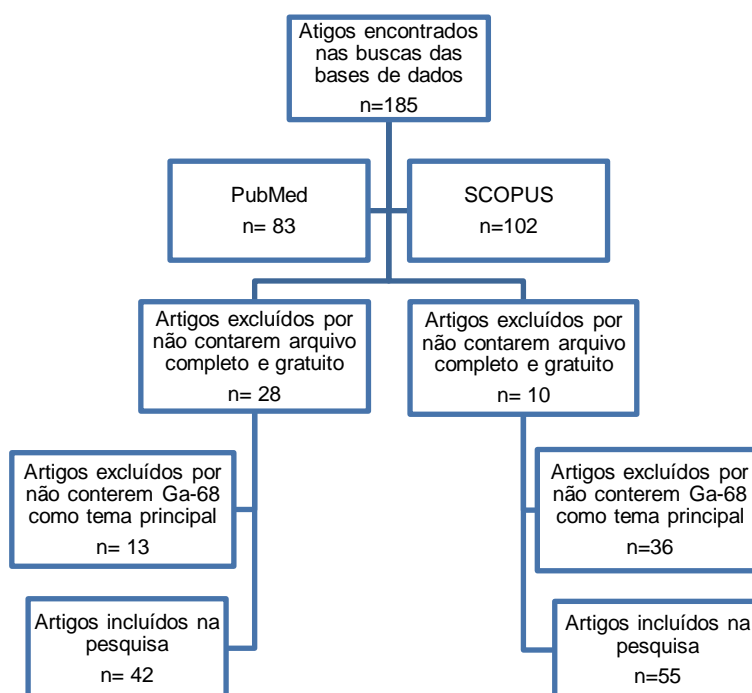 Atigos encontrados
nas buscas das
bases de dados
n=185
PubMed
n= 83
SCOPUS
n=102
Artigos excluídos por
não contarem arquivo
completo e gratuito
n= 28
Artigos excluídos por
não contarem arquivo
completo e gratuito
n= 10
Artigos excluídos por
não conterem Ga-68
como tema principal
n= 13
Artigos excluídos por
não conterem Ga-68
como tema principal
n=36
Artigos incluídos na
pesquisa
n= 42
Artigos incluídos na
pesquisa
n=55